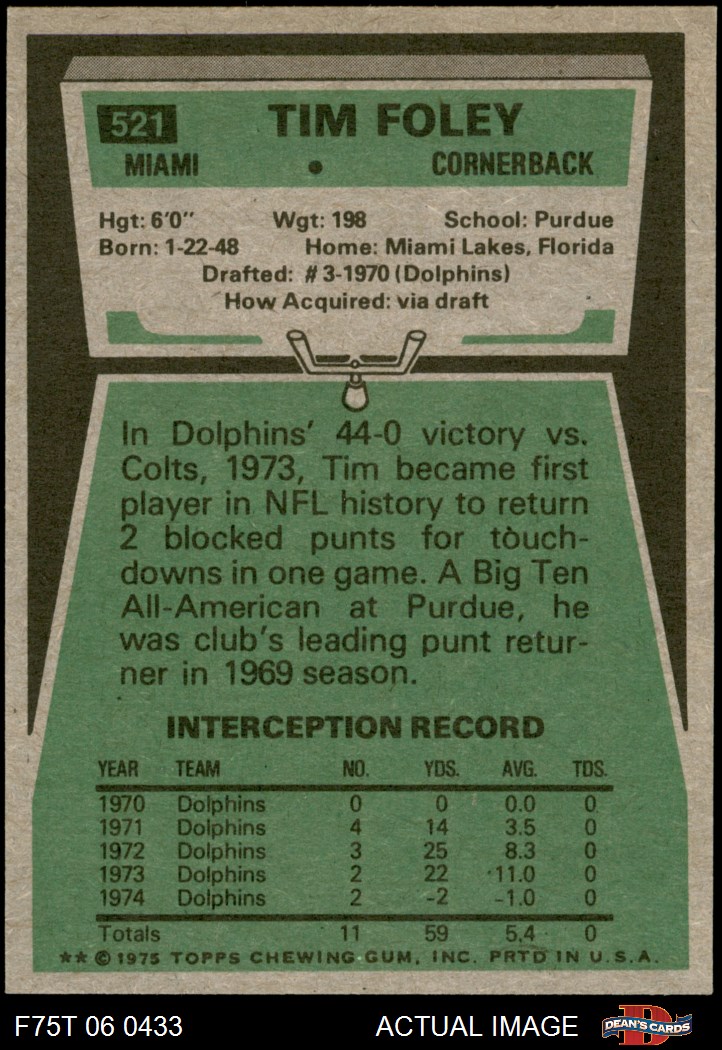 521 TIM FOLEY
MIAMI • CORNERBACK
Hgt: 6'0" Wgt: 198 School: Purdue
Born: 1-22-48 Home: Miami Lakes, Florida
Drafted: #3-1970 (Dolphins)
How Acquired: via draft
In Dolphins' 44-0 victory vs.
Colts, 1973, Tim became first
player in NFL history to return
2 blocked punts for touch-
downs in one game. A Big Ten
All-American at Purdue, he
was club's leading punt retur-
ner in 1969 season.
INTERCEPTION RECORD
YEAR TEAM NO. YDS. AVG. TDS.
1970 Dolphins 0 0 0.0 0
1971 Dolphins 4 14 3.5 0
1972 Dolphins 3 25 8.3 0
1973 Dolphins 2 22 11.0 0
1974 Dolphins 2 -2 -1.0 0
Totals 11 59 5.4 0
** © 1975 TOPPS CHEWING GUM, INC. PRTD IN U.S.A.
F75T 06 0433 ACTUAL IMAGE DEAN'S CARDS